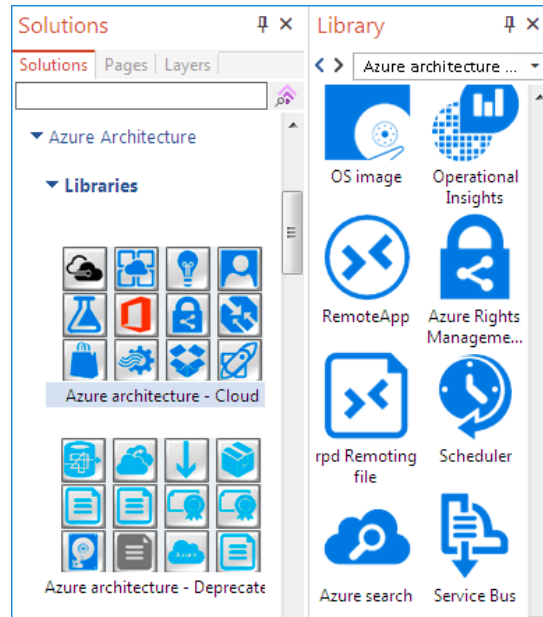 Solutions
Solutions Pages Layers
Azure Architecture
Libraries
Azure architecture - Cloud
Azure architecture - Deprecate
Library
Azure architecture ...
OS image
Operational
Insights
RemoteApp
Azure Rights
Manageme...
rpd Remoting
file
Scheduler
Azure search
Service Bus